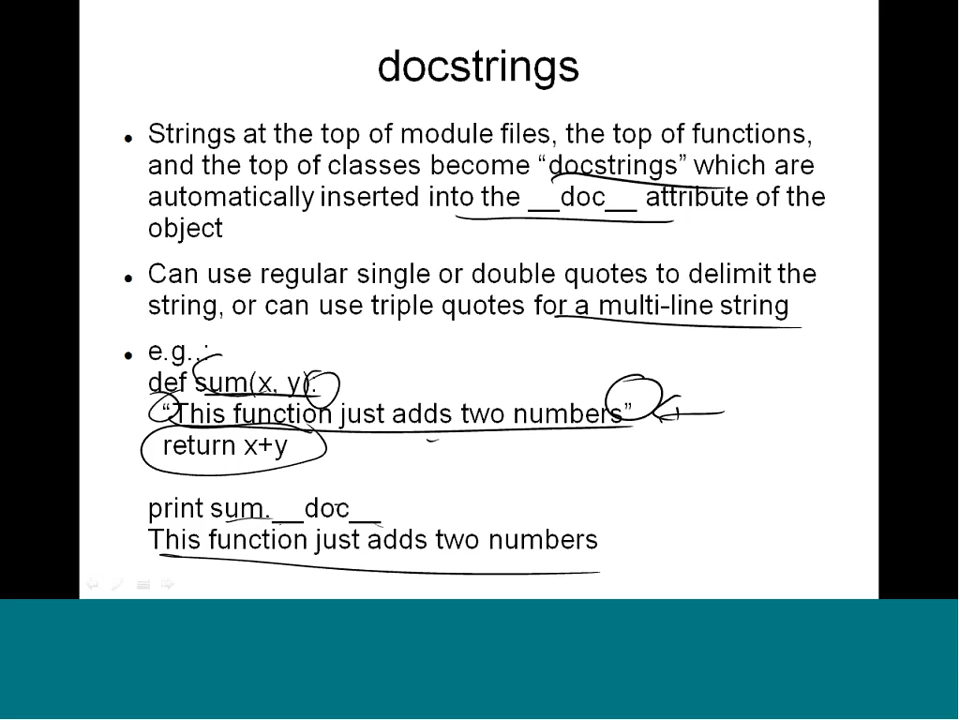 docstrings
• Strings at the top of module files, the top of functions,
and the top of classes become “docstrings” which are
automatically inserted into the __doc__ attribute of the
object
• Can use regular single or double quotes to delimit the
string, or can use triple quotes for a multi-line string
• e.g..:
def sum(x, y):
“This function just adds two numbers”
return x+y
print sum.__doc__
This function just adds two numbers